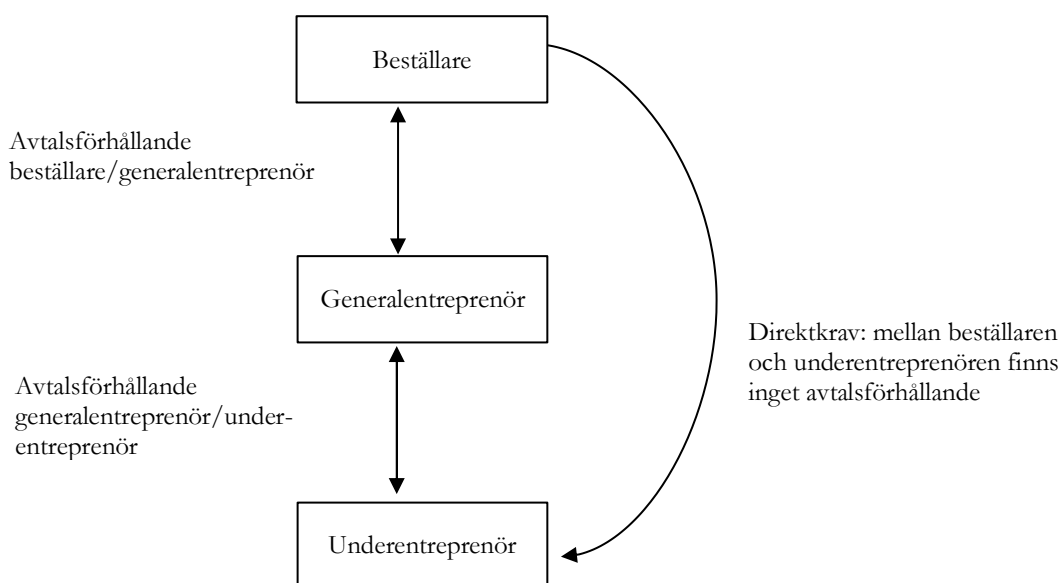 Beställare
Avtalsförhållande
beställare/generalentreprenör
Generalentreprenör
Direktkrav: mellan beställaren
och underentreprenören finns
inget avtalsförhållande
Avtalsförhållande
generalentreprenör/under-
entreprenör
Underentreprenör